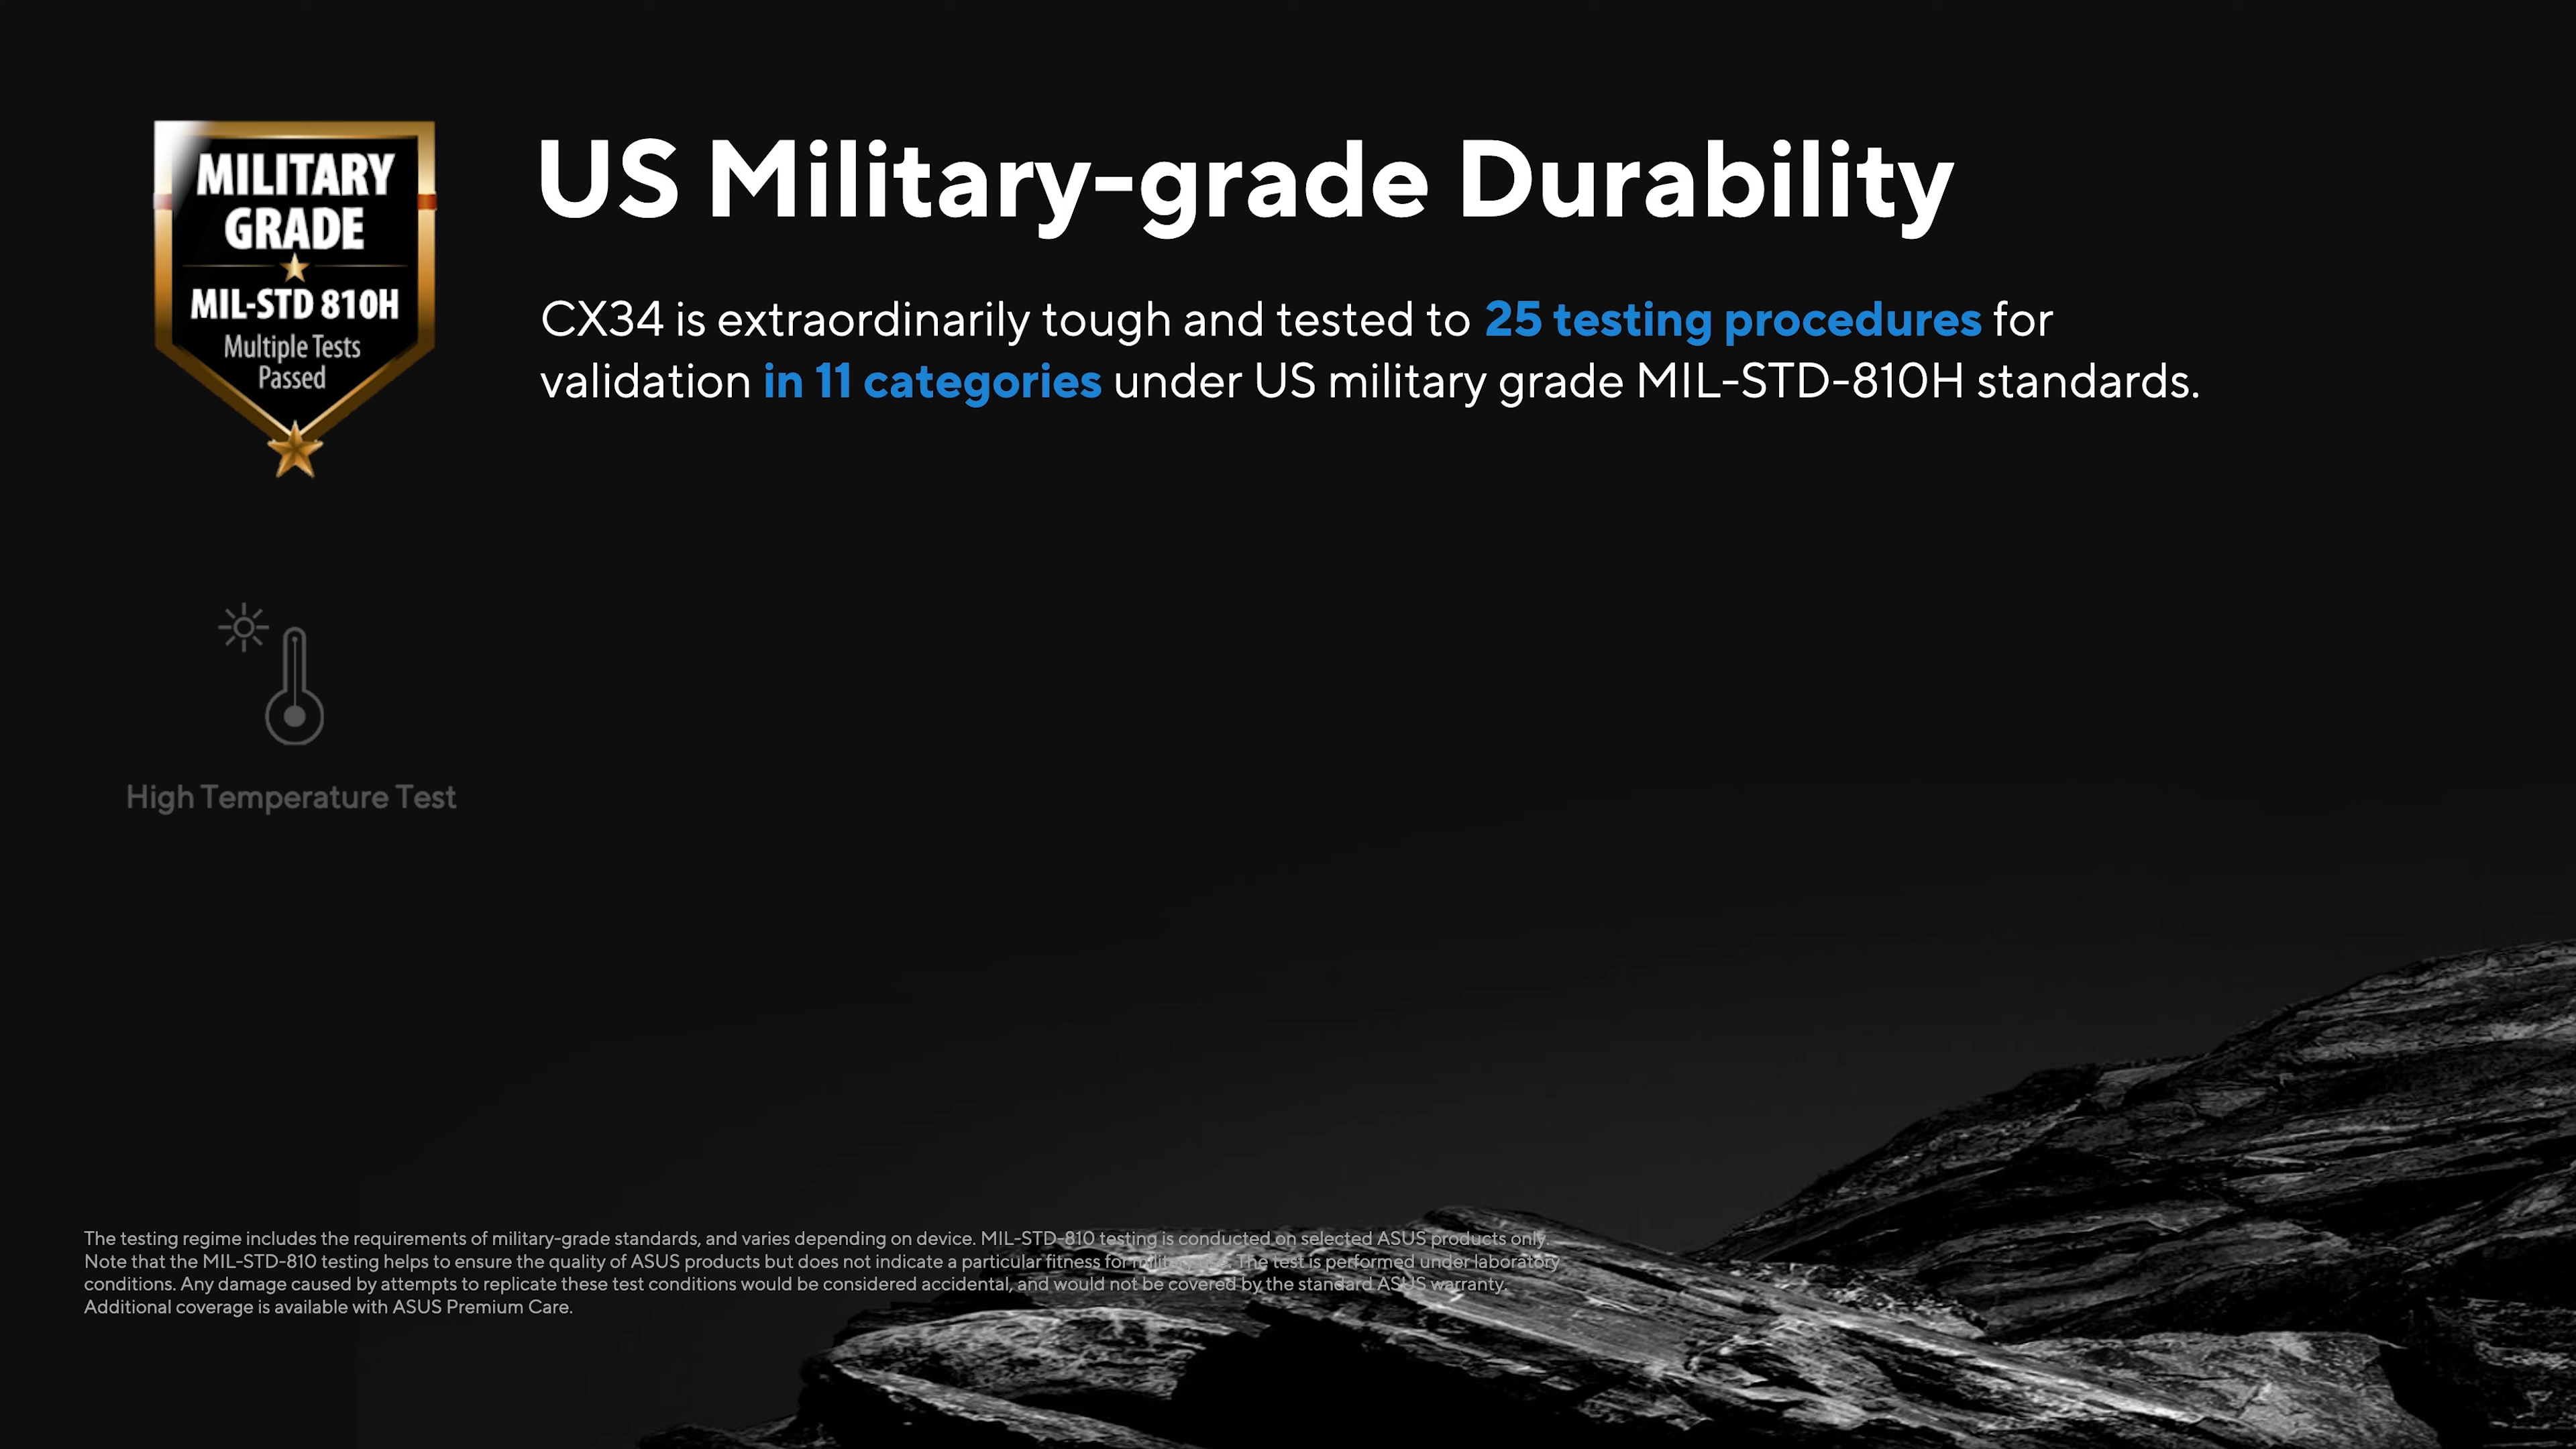 MILITARY
GRADE
MIL-STD 810H
Multiple Tests
Passed
US Military-grade Durability
CX34 is extraordinarily tough and tested to 25 testing procedures for
validation in 11 categories under US military grade MIL-STD-810H standards.
High Temperature Test
The testing regime includes the requirements of military-grade standards, and varies depending on device. MIL-STD-810 testing is conducted on selected ASUS products only.
Note that the MIL-STD-810 testing helps to ensure the quality of ASUS products but does not indicate a particular fitness for The test is performed under laboratory
conditions. Any damage caused by attempts to replicate these test conditions would be considered accidental, and would not be covered by the standard ASUS warranty.
Additional coverage is available with ASUS Premium Care.